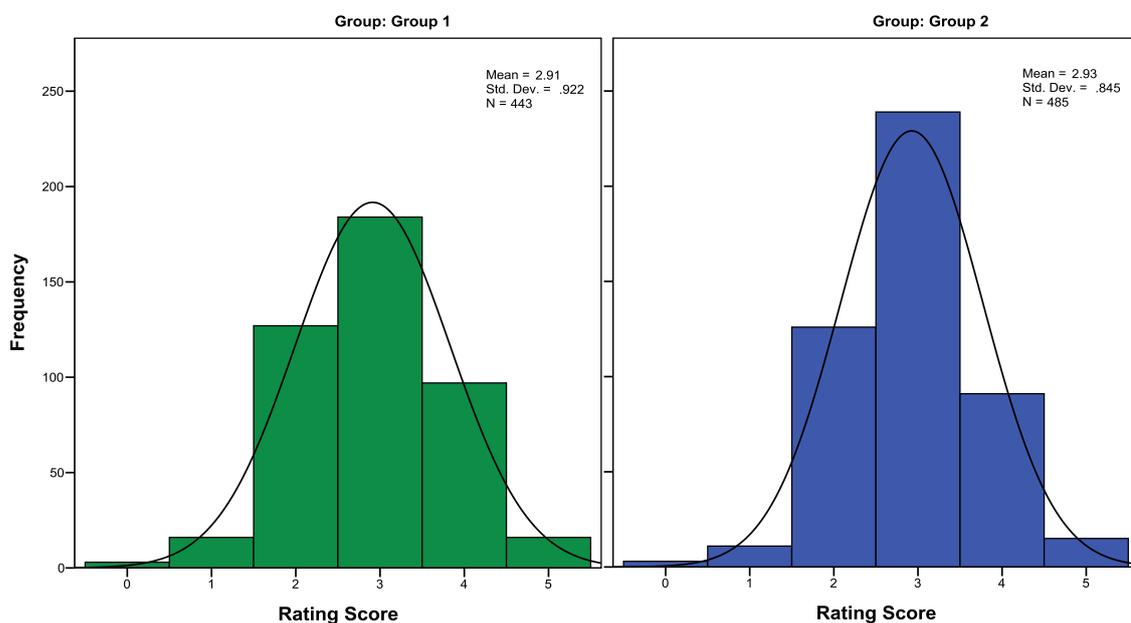 Group: Group 1
Mean = 2.91
Std. Dev. = .922
N = 443
Frequency
250
200
150
100
50
0
0 1 2 3 4 5
Rating Score
Group: Group 2
Mean = 2.93
Std. Dev. = .845
N = 485
0 1 2 3 4 5
Rating Score